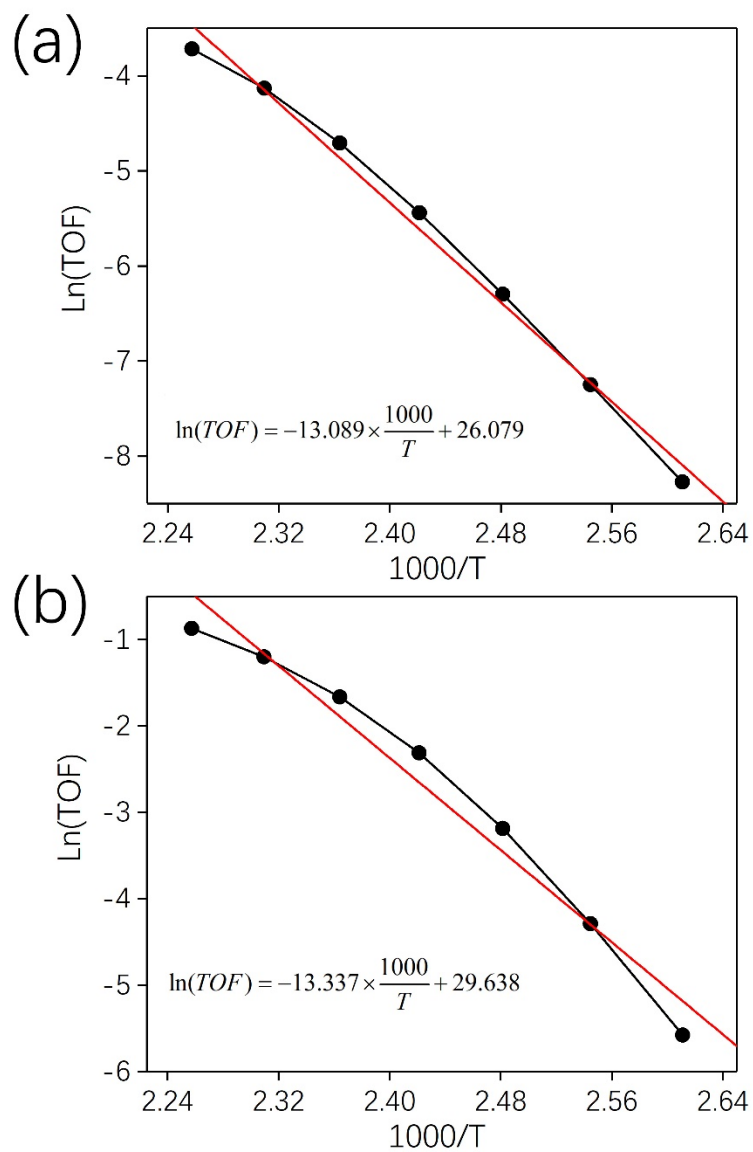 (a)
Ln(TOF)
-4
-5
-6
-7
-8
ln(TOF) = −13.089 × 1000/T + 26.079
2.24 2.32 2.40 2.48 2.56 2.64
1000/T
(b)
Ln(TOF)
-1
-2
-3
-4
-5
-6
ln(TOF) = −13.337 × 1000/T + 29.638
2.24 2.32 2.40 2.48 2.56 2.64
1000/T